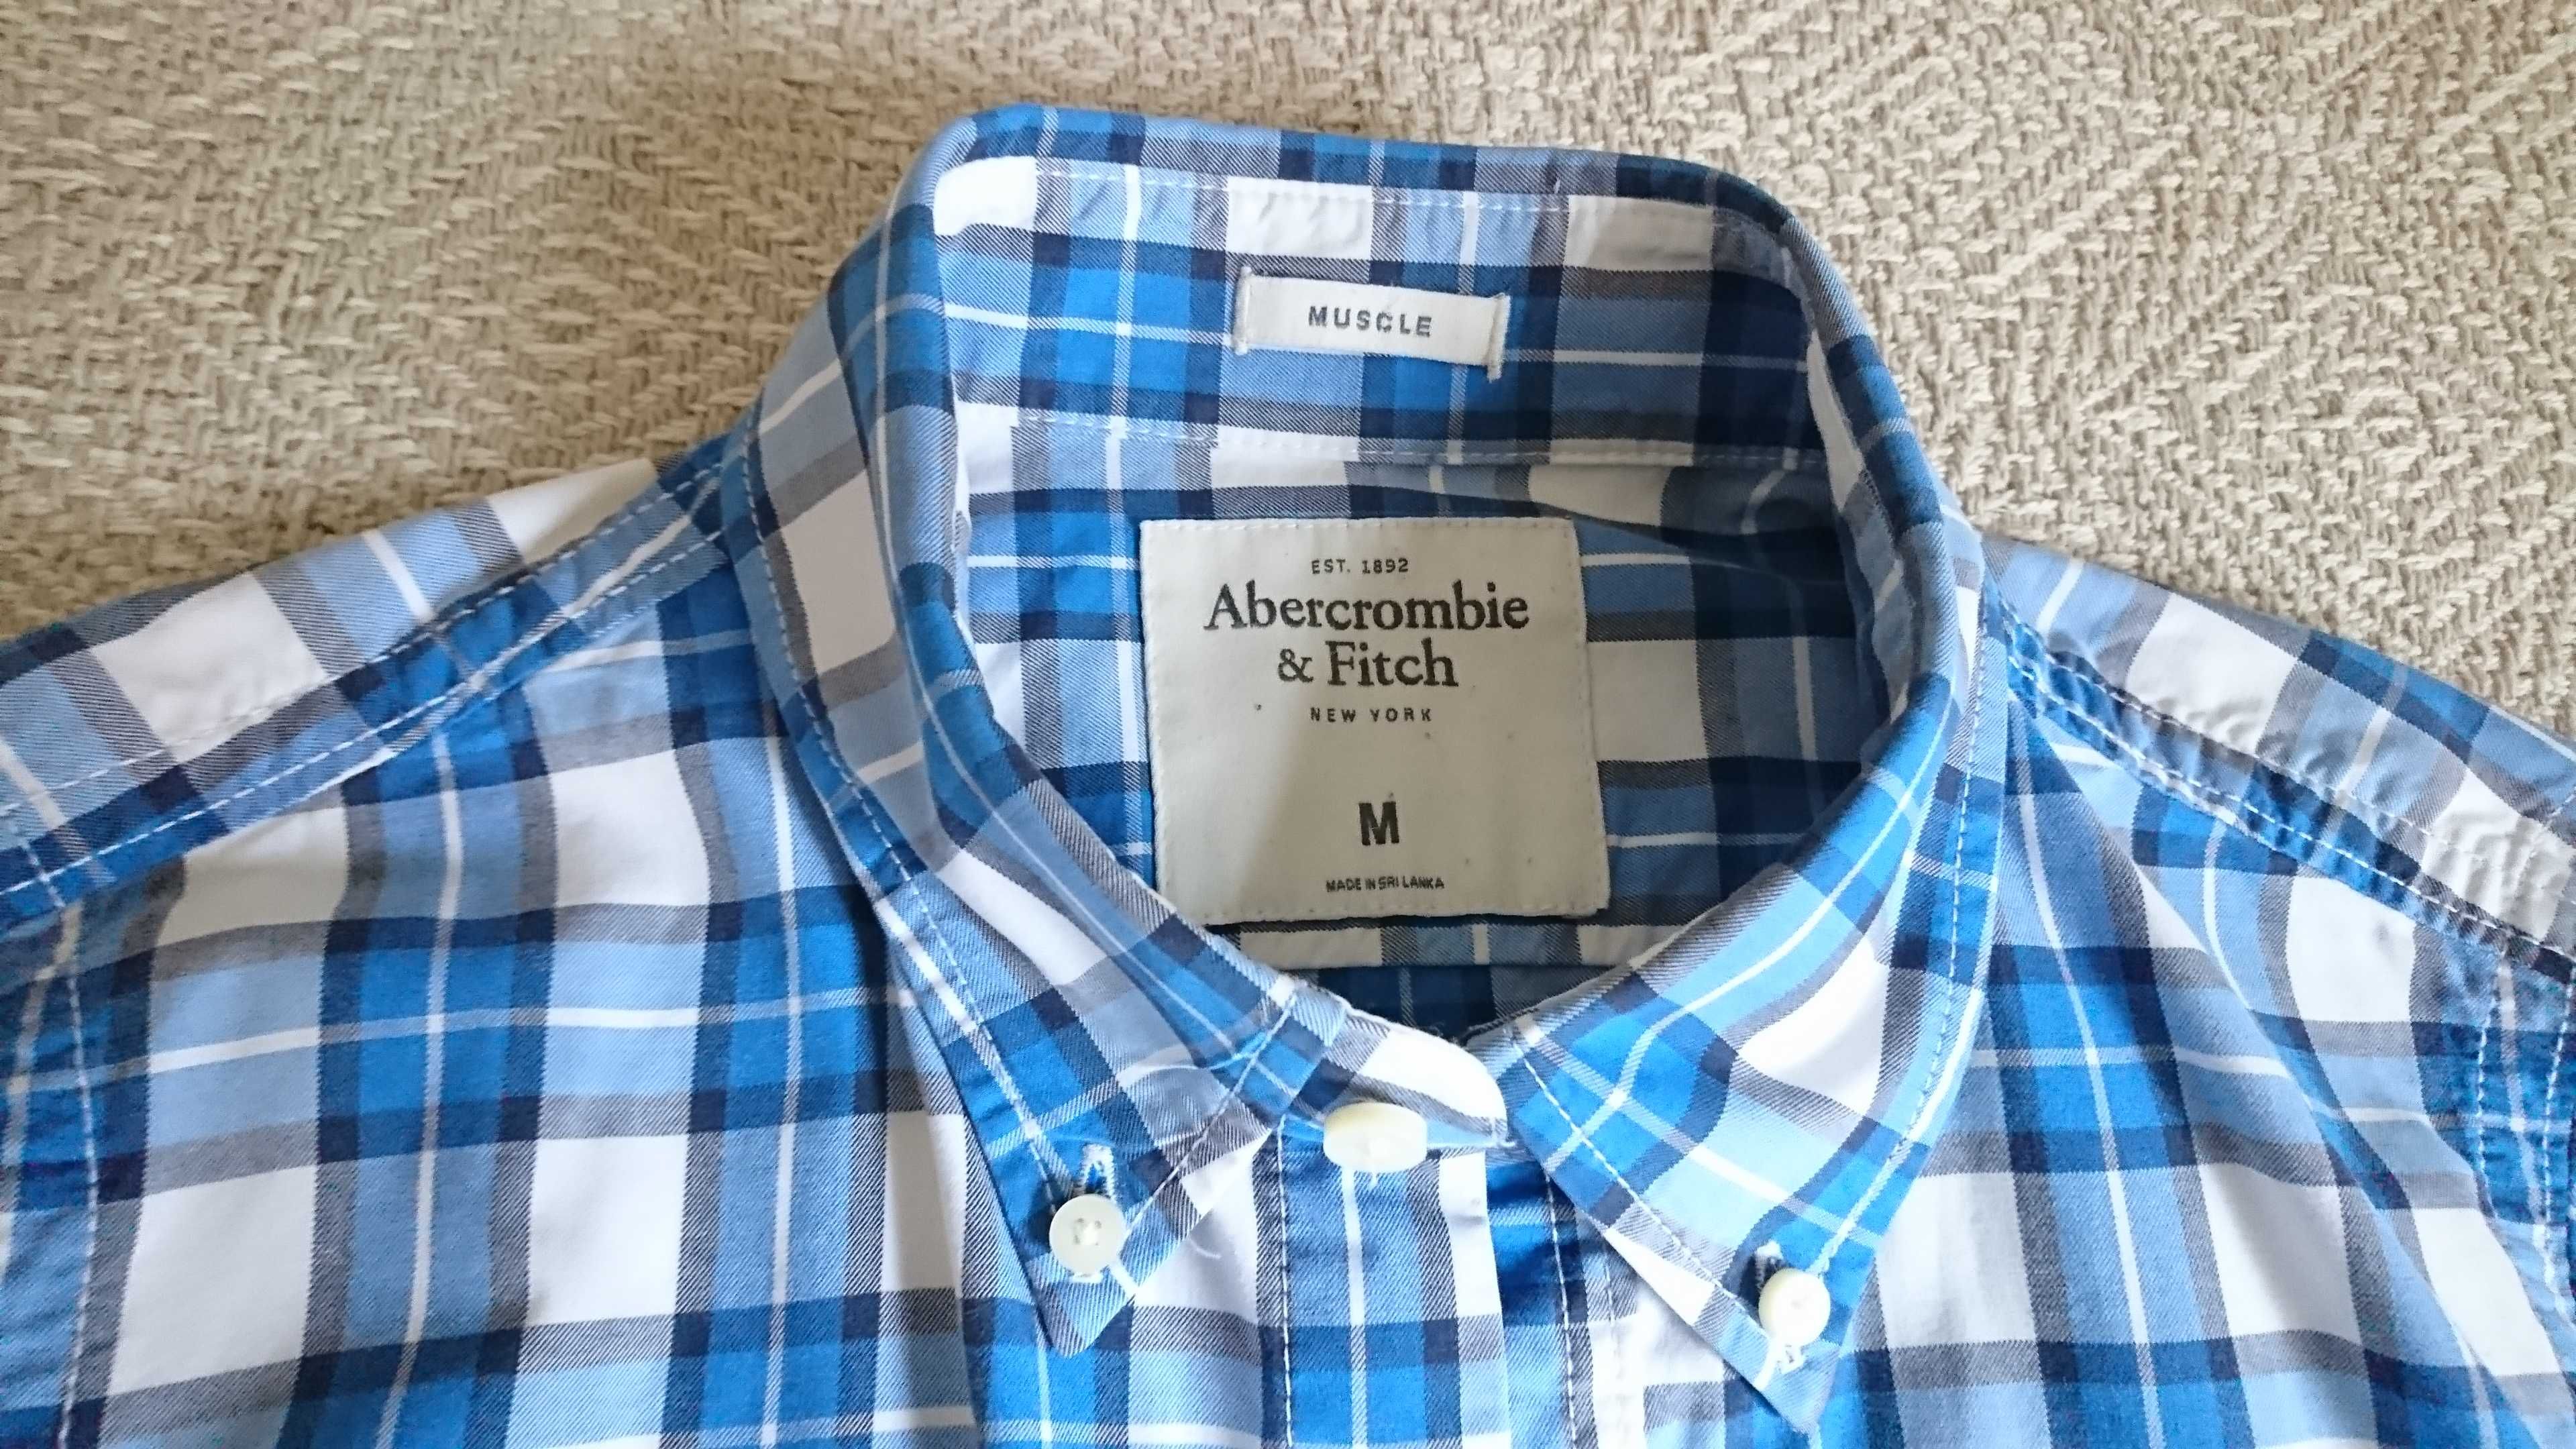 MUSCLE
EST. 1892
Abercrombie
& Fitch
NEW YORK
M
MADE IN SRI LANKA